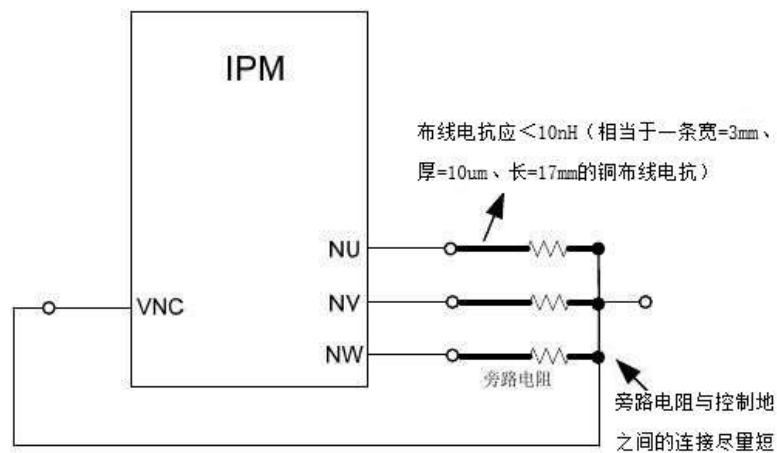 IPM
布线电抗应＜10nH（相当于一条宽=3mm、
厚=10um、长=17mm的铜布线电抗）
NU
VNC
NV
NW
旁路电阻
旁路电阻与控制地
之间的连接尽量短